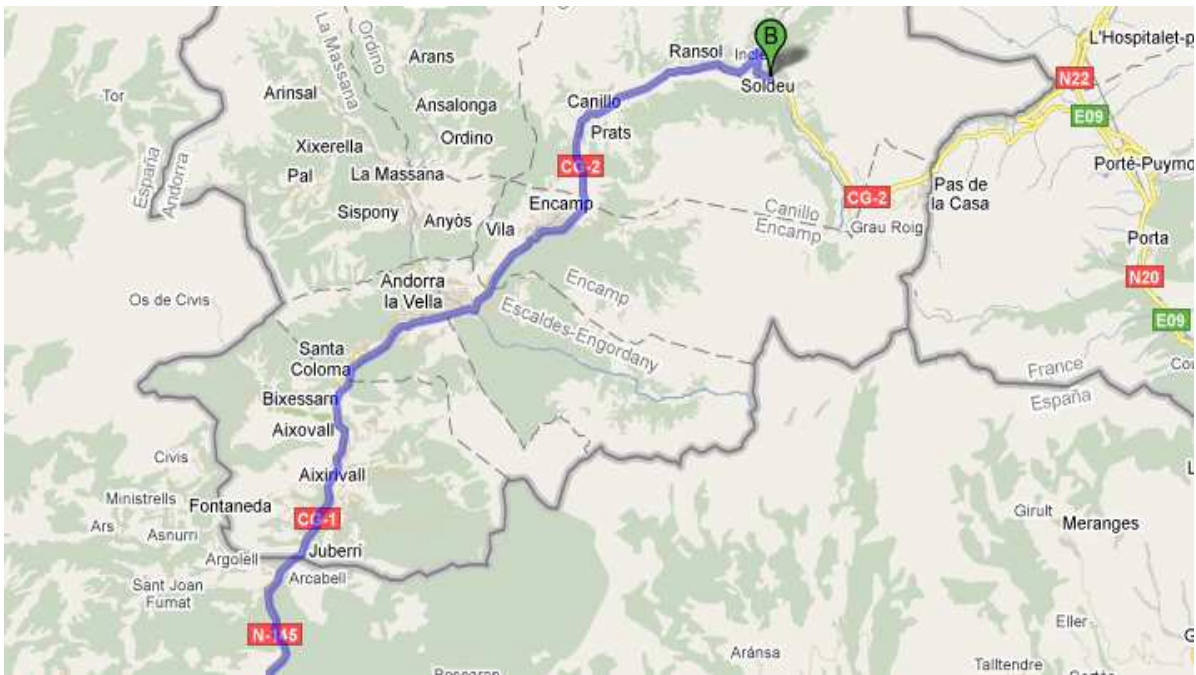 B
Ransol
Incle
Soldeu
L'Hospitalet-p
N22
E09
La Massana
Ordino
Arans
Tor
Arinsal
Ansalonga
Canillo
Prats
Xixerella
Ordino
España
Andorra
Pal
La Massana
CG-2
Porté-Puymo
Sispony
Anyós
Vila
Encamp
Canillo
Encamp
CG-2
Grau Roig
Pas de
la Casa
Porta
N20
E09
Os de Civis
Andorra
la Vella
Encamp
Escaldes-Engordany
Santa
Coloma
France
España
Cou
Bixessarri
Aixovall
Civis
Aixirivall
Ministrells
Fontaneda
Ars
Asnurri
CG-1
Argolell
Juberri
Arcabell
Sant Joan
Fumat
N-145
Girult
Meranges
L
Eller
G
Aránsa
Talltendre